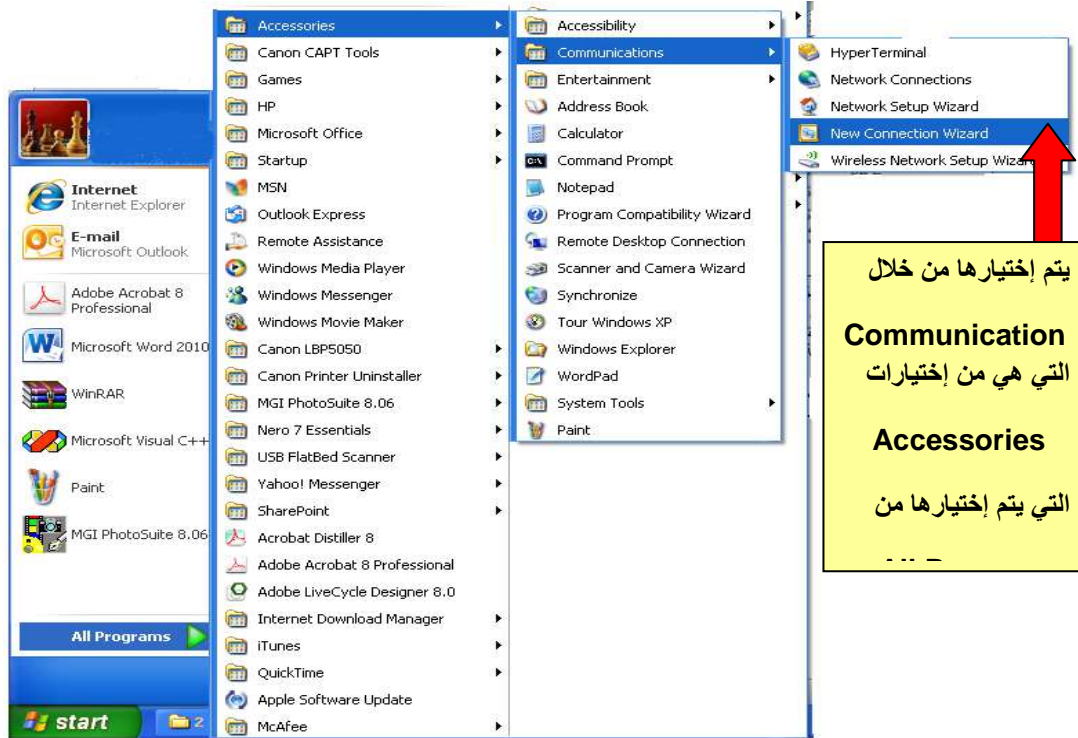 Internet
Internet Explorer
E-mail
Microsoft Outlook
Adobe Acrobat 8
Professional
Microsoft Word 2010
WinRAR
Microsoft Visual C++
Paint
MGI PhotoSuite 8.06
All Programs
start
2
Accessories
Canon CAPT Tools
Games
HP
Microsoft Office
Startup
MSN
Outlook Express
Remote Assistance
Windows Media Player
Windows Messenger
Windows Movie Maker
Canon LBP5050
Canon Printer Uninstaller
MGI PhotoSuite 8.06
Nero 7 Essentials
USB FlatBed Scanner
Yahoo! Messenger
SharePoint
Acrobat Distiller 8
Adobe Acrobat 8 Professional
Adobe LiveCycle Designer 8.0
Internet Download Manager
iTunes
QuickTime
Apple Software Update
McAfee
Accessibility
Communications
Entertainment
Address Book
Calculator
Command Prompt
Notepad
Program Compatibility Wizard
Remote Desktop Connection
Scanner and Camera Wizard
Synchronize
Tour Windows XP
Windows Explorer
WordPad
System Tools
Paint
HyperTerminal
Network Connections
Network Setup Wizard
New Connection Wizard
Wireless Network Setup Wizard
يتم إختيارها من خلال
Communication
التي هي من إختيارات
Accessories
التي يتم إختيارها من